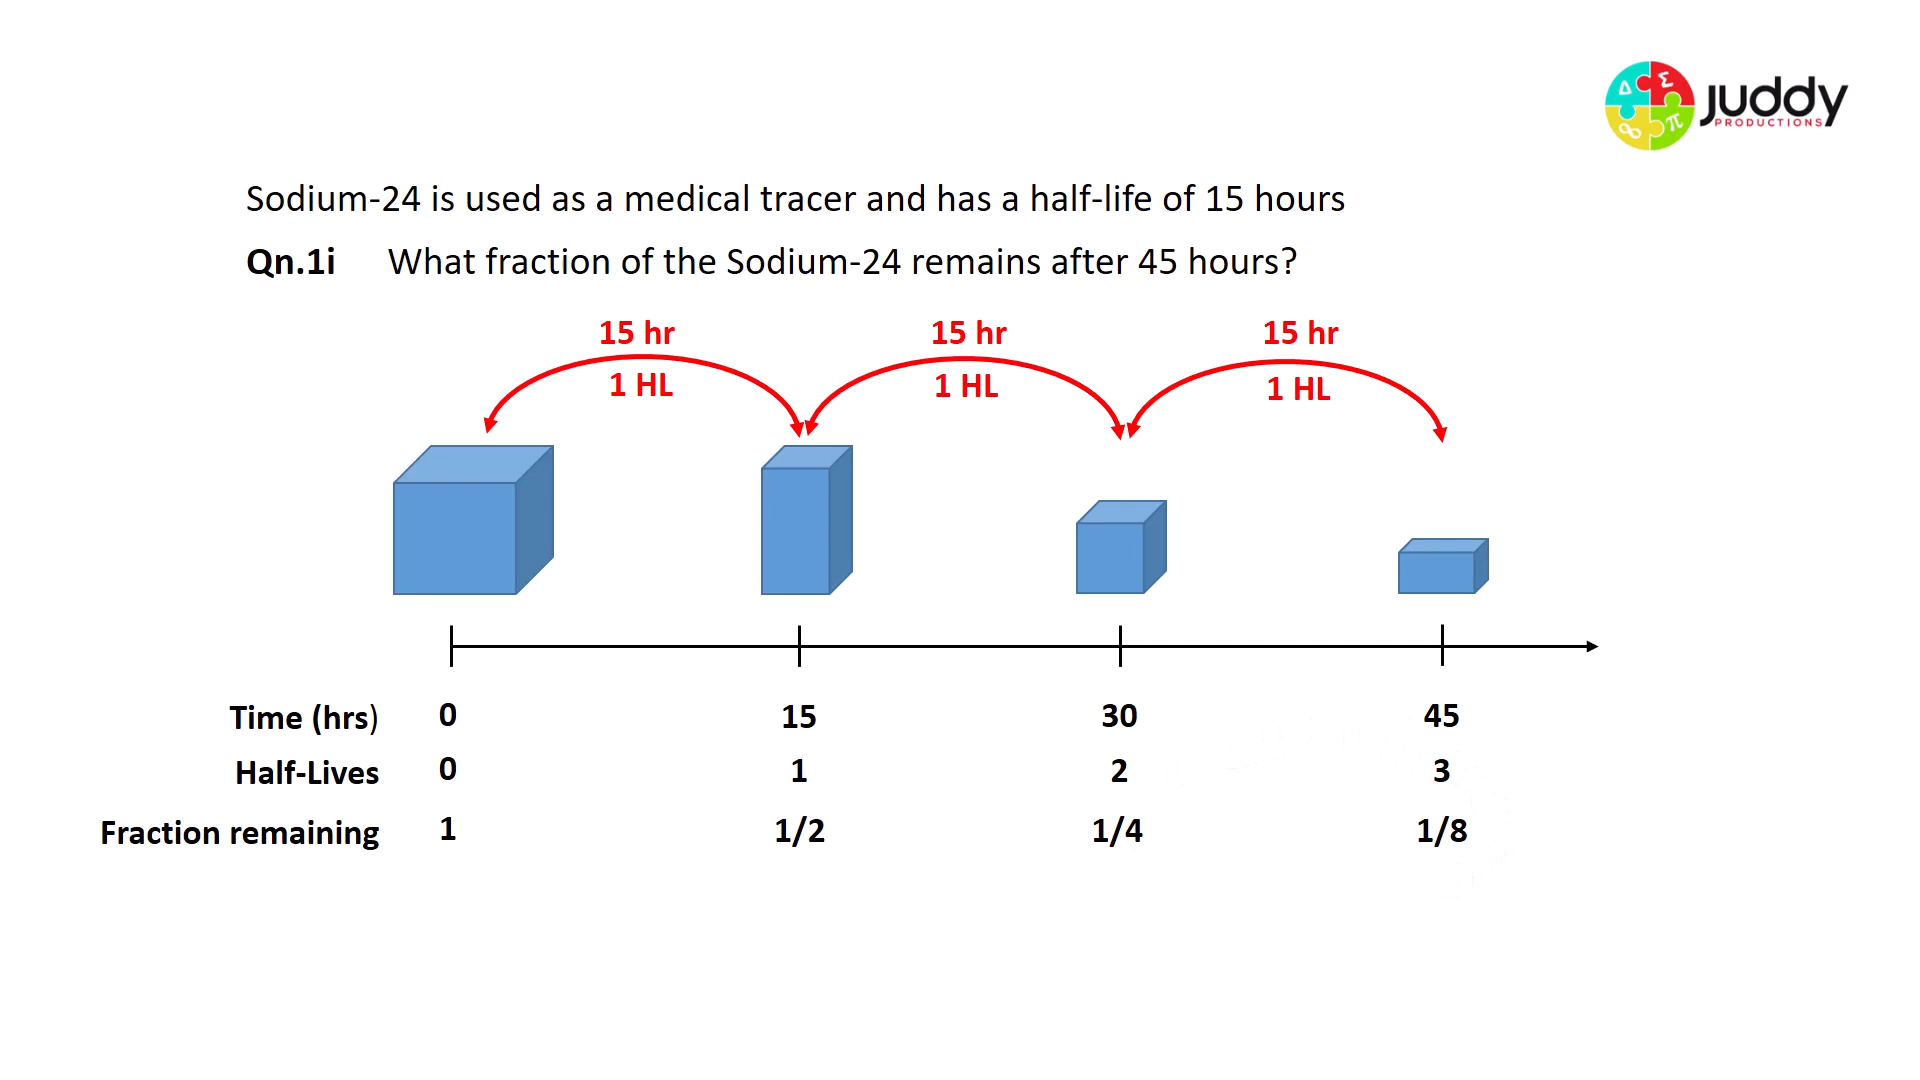 juddy
PRODUCTIONS
Δ Σ
∞ π
Sodium-24 is used as a medical tracer and has a half-life of 15 hours
Qn.1i What fraction of the Sodium-24 remains after 45 hours?
15 hr 15 hr 15 hr
1 HL 1 HL 1 HL
Time (hrs) 0 15 30 45
Half-Lives 0 1 2 3
Fraction remaining 1 1/2 1/4 1/8